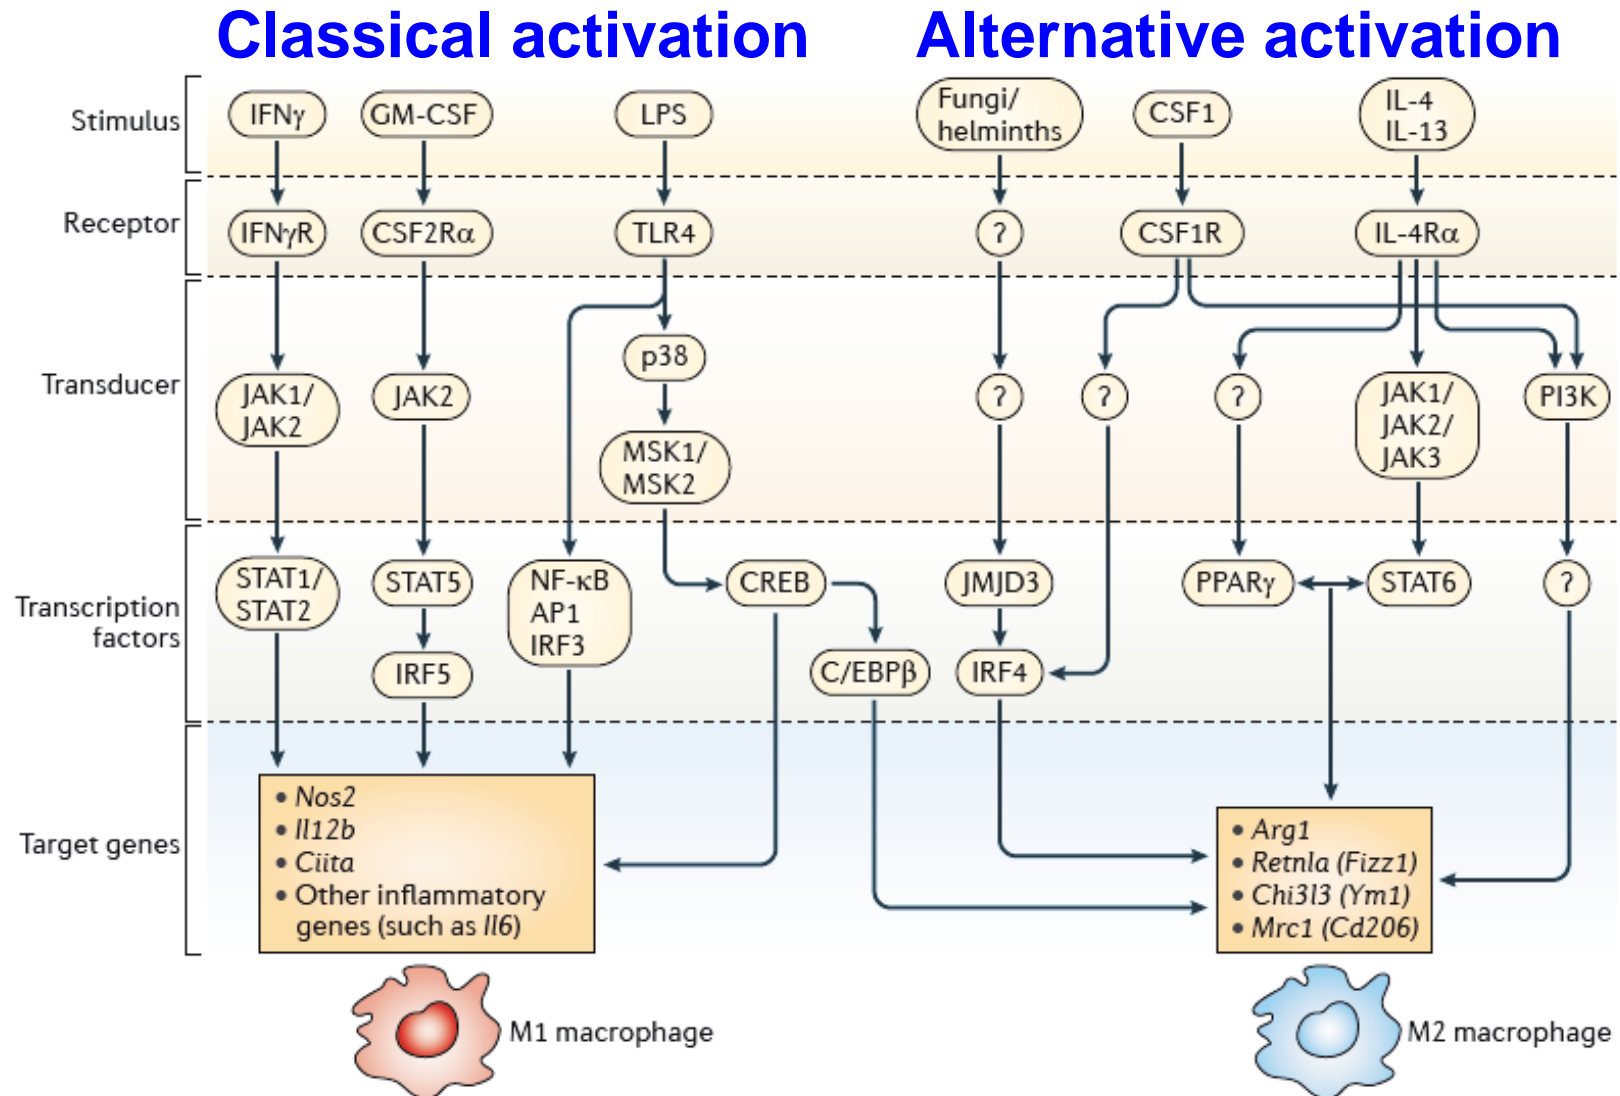 Classical activation
Alternative activation
Stimulus
IFNγ
GM-CSF
LPS
Fungi/
helminths
CSF1
IL-4
IL-13
Receptor
IFNγR
CSF2Rα
TLR4
?
CSF1R
IL-4Rα
Transducer
JAK1/
JAK2
JAK2
p38
MSK1/
MSK2
?
?
?
JAK1/
JAK2/
JAK3
PI3K
Transcription
factors
STAT1/
STAT2
STAT5
IRF5
NF-κB
AP1
IRF3
CREB
C/EBPβ
JMJD3
IRF4
PPARγ
STAT6
?
Target genes
• Nos2
• Il12b
• Ciita
• Other inflammatory
genes (such as Il6)
• Arg1
• Retnla (Fizz1)
• Chi3l3 (Ym1)
• Mrc1 (Cd206)
M1 macrophage
M2 macrophage